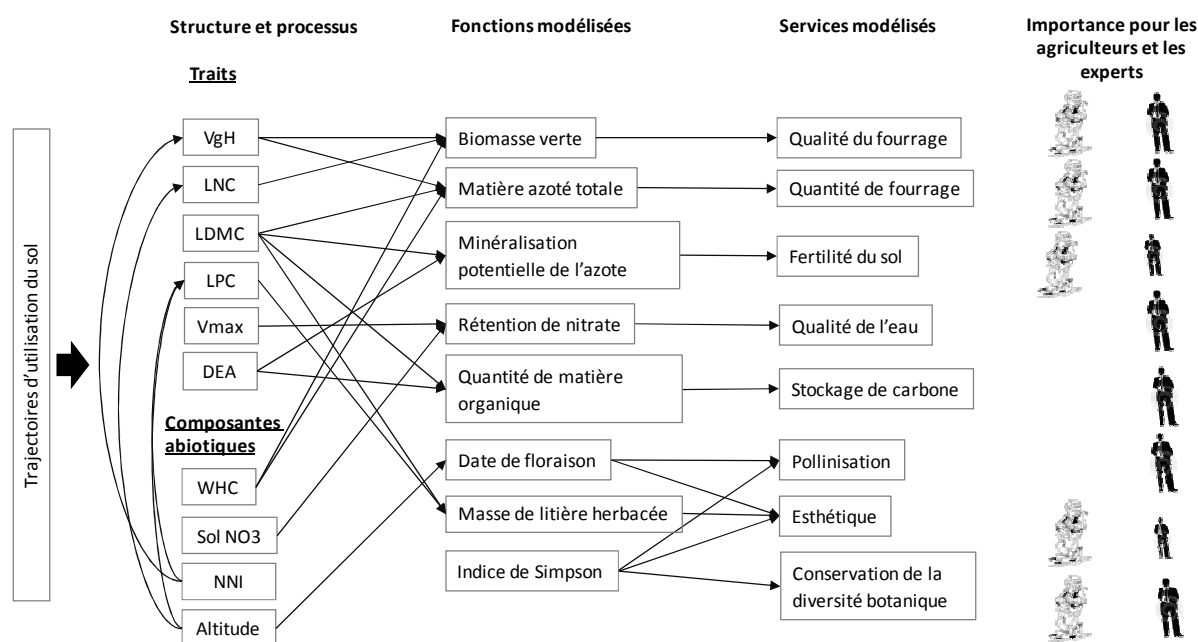 Structure et processus
Fonctions modélisées
Services modélisés
Importance pour les
agriculteurs et les
experts
Trajectoires d'utilisation du sol
Traits
VgH
LNC
LDMC
LPC
Vmax
DEA
Composantes
abiotiques
WHC
Sol NO3
NNI
Altitude
Biomasse verte
Matière azoté totale
Minéralisation
potentielle de l'azote
Rétention de nitrate
Quantité de matière
organique
Date de floraison
Masse de litière herbacée
Indice de Simpson
Qualité du fourrage
Quantité de fourrage
Fertilité du sol
Qualité de l'eau
Stockage de carbone
Pollinisation
Esthétique
Conservation de la
diversité botanique